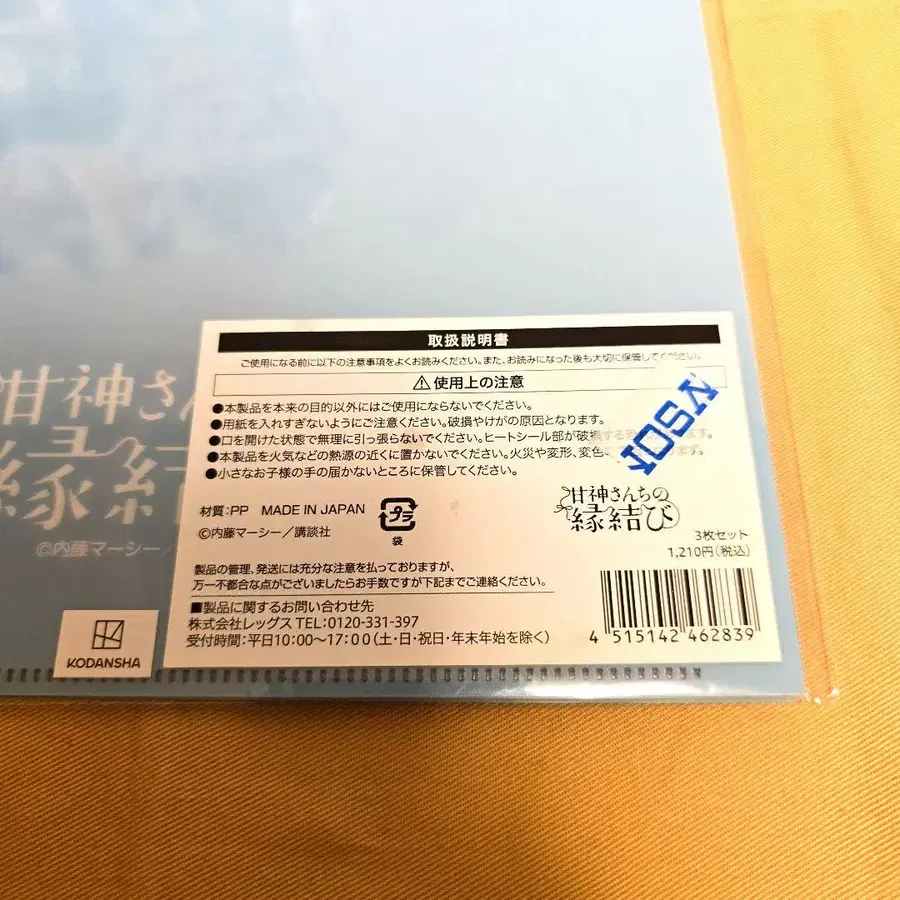 甘神さん
縁結
©内藤マーシー/
KODANSHA
取扱説明書
ご使用になる前に以下の注意事項をよくお読みください。また、お読みになった後も大切に保管してください。
⚠使用上の注意
●本製品を本来の目的以外にはご使用にならないでください。
●用紙を入れすぎないようにご注意ください。破損やけがの原因となります。
●口を開けた状態で無理に引っ張らないでください。ヒートシール部が破損する恐れがあります。
●本製品を火気などの熱源の近くに置かないでください。火災や変形、変色 ります。
●小さなお子様の手の届かないところに保管してください。
材質:PP MADE IN JAPAN
プラ
袋
©内藤マーシー/講談社
甘神さんちの
縁結び
3枚セット
1,210円(税込)
製品の管理、発送には充分な注意を払っておりますが、
万一不都合な点がございましたらお手数ですが下記までご連絡ください。
■製品に関するお問い合わせ先
株式会社レッグス TEL:0120-331-397
受付時間:平日10:00〜17:00(土・日・祝日・年末年始を除く)
4 515142 462839